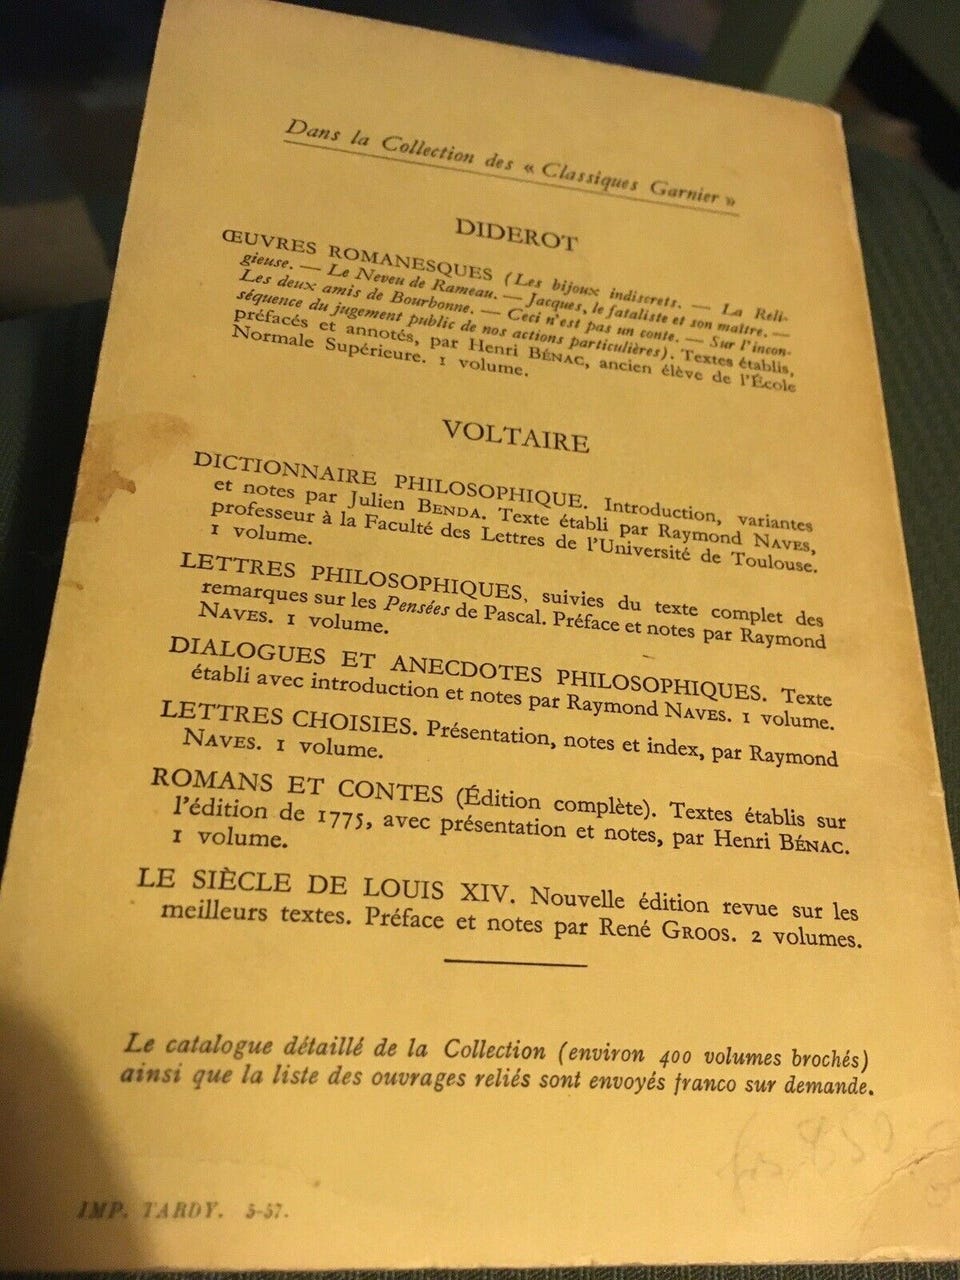 Dans la Collection des « Classiques Garnier »
DIDEROT
ŒUVRES ROMANESQUES (Les bijoux indiscrets. — La Reli-
gieuse. — Le Neveu de Rameau. — Jacques, le fataliste et son maître. —
Les deux amis de Bourbonne. — Ceci n'est pas un conte. — Sur l'incon-
séquence du jugement public de nos actions particulières). Textes établis,
préfacés et annotés, par Henri BÉNAC, ancien élève de l'École
Normale Supérieure. 1 volume.
VOLTAIRE
DICTIONNAIRE PHILOSOPHIQUE. Introduction, variantes
et notes par Julien BENDA. Texte établi par Raymond NAVES,
professeur à la Faculté des Lettres de l'Université de Toulouse.
1 volume.
LETTRES PHILOSOPHIQUES, suivies du texte complet des
remarques sur les Pensées de Pascal. Préface et notes par Raymond
NAVES. 1 volume.
DIALOGUES ET ANECDOTES PHILOSOPHIQUES. Texte
établi avec introduction et notes par Raymond NAVES. 1 volume.
LETTRES CHOISIES. Présentation, notes et index, par Raymond
NAVES. 1 volume.
ROMANS ET CONTES (Édition complète). Textes établis sur
l'édition de 1775, avec présentation et notes, par Henri BÉNAC.
1 volume.
LE SIÈCLE DE LOUIS XIV. Nouvelle édition revue sur les
meilleurs textes. Préface et notes par René GROOS. 2 volumes.
Le catalogue détaillé de la Collection (environ 400 volumes brochés)
ainsi que la liste des ouvrages reliés sont envoyés franco sur demande.
IMP. TARDY. 5-57.